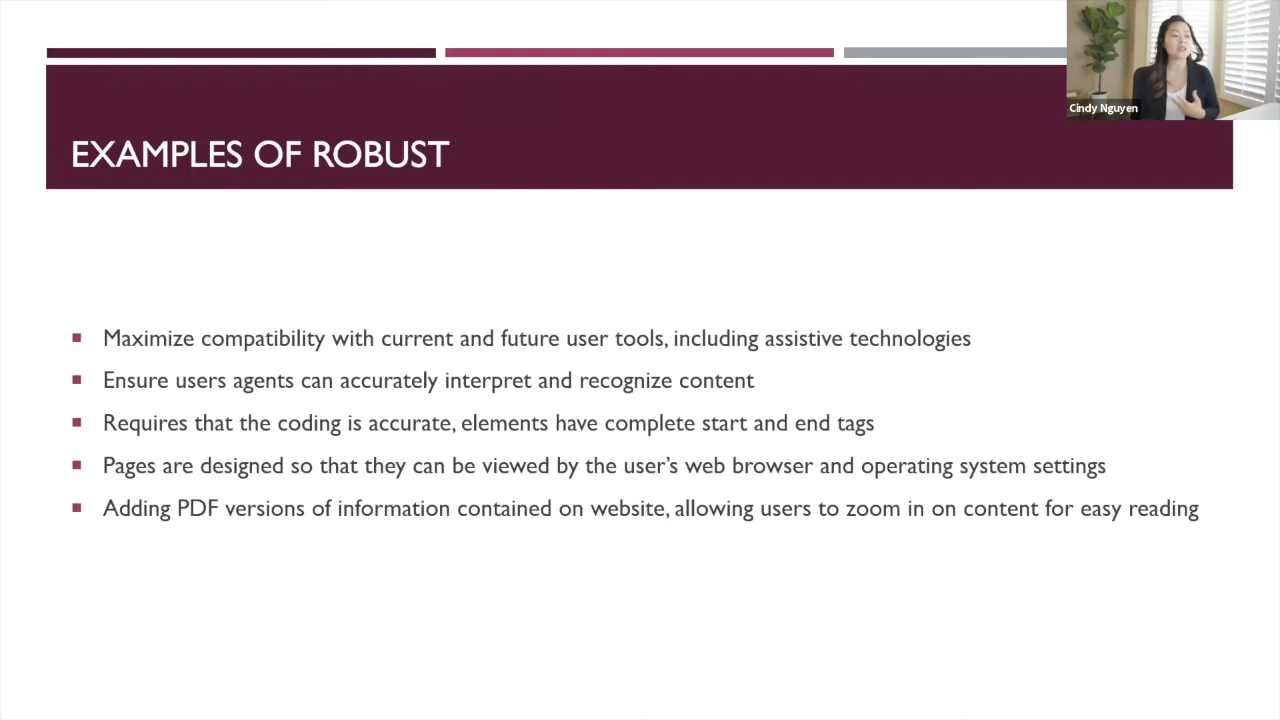 Cindy Nguyen
EXAMPLES OF ROBUST
Maximize compatibility with current and future user tools, including assistive technologies
Ensure users agents can accurately interpret and recognize content
Requires that the coding is accurate, elements have complete start and end tags
Pages are designed so that they can be viewed by the user’s web browser and operating system settings
Adding PDF versions of information contained on website, allowing users to zoom in on content for easy reading